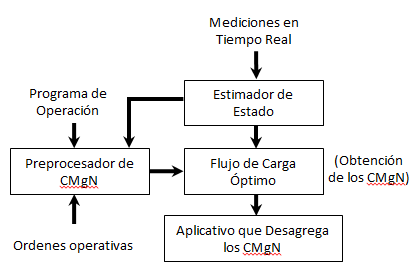 Mediciones en
Tiempo Real
Programa de
Operación
Estimador de
Estado
Preprocesador de
CMgN
Flujo de Carga
Óptimo
(Obtención
de los CMgN)
Ordenes operativas
Aplicativo que Desagrega
los CMgN